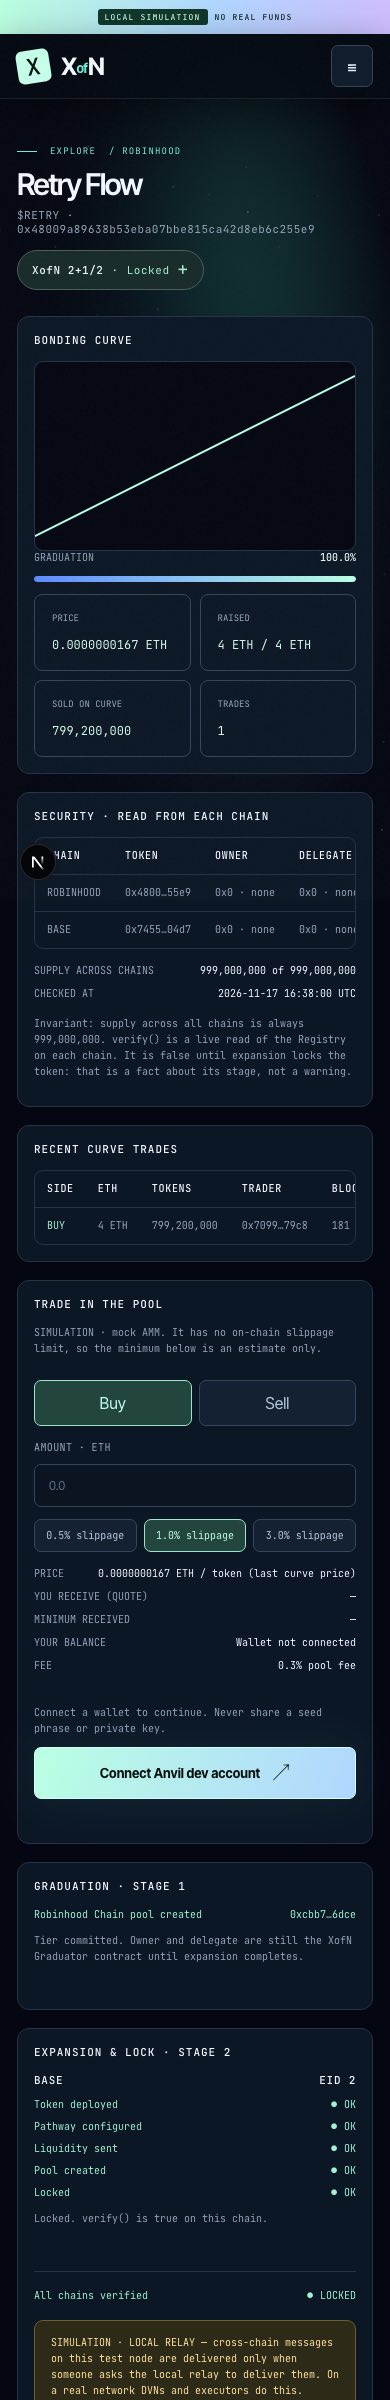 LOCAL SIMULATION NO REAL FUNDS
X XofN ≡
EXPLORE / ROBINHOOD
Retry Flow
$RETRY ·
0x48009a89638b53eba07bbe815ca42d8eb6c255e9
XofN 2+1/2 · Locked +
BONDING CURVE
GRADUATION 100.0%
PRICE
0.0000000167 ETH
RAISED
4 ETH / 4 ETH
SOLD ON CURVE
799,200,000
TRADES
1
SECURITY · READ FROM EACH CHAIN
HAIN TOKEN OWNER DELEGATE
ROBINHOOD 0x4800…55e9 0x0 · none 0x0 · none
BASE 0x7455…04d7 0x0 · none 0x0 · none
N
SUPPLY ACROSS CHAINS 999,000,000 of 999,000,000
CHECKED AT 2026-11-17 16:38:00 UTC
Invariant: supply across all chains is always
999,000,000. verify() is a live read of the Registry
on each chain. It is false until expansion locks the
token: that is a fact about its stage, not a warning.
RECENT CURVE TRADES
SIDE ETH TOKENS TRADER BLOC
BUY 4 ETH 799,200,000 0x7099…79c8 181
TRADE IN THE POOL
SIMULATION · mock AMM. It has no on-chain slippage
limit, so the minimum below is an estimate only.
Buy Sell
AMOUNT · ETH
0.0
0.5% slippage 1.0% slippage 3.0% slippage
PRICE 0.0000000167 ETH / token (last curve price)
YOU RECEIVE (QUOTE) —
MINIMUM RECEIVED —
YOUR BALANCE Wallet not connected
FEE 0.3% pool fee
Connect a wallet to continue. Never share a seed
phrase or private key.
Connect Anvil dev account
GRADUATION · STAGE 1
Robinhood Chain pool created 0xcbb7…6dce
Tier committed. Owner and delegate are still the XofN
Graduator contract until expansion completes.
EXPANSION & LOCK · STAGE 2
BASE EID 2
Token deployed ● OK
Pathway configured ● OK
Liquidity sent ● OK
Pool created ● OK
Locked ● OK
Locked. verify() is true on this chain.
All chains verified ● LOCKED
SIMULATION · LOCAL RELAY — cross-chain messages
on this test node are delivered only when
someone asks the local relay to deliver them. On
a real network DVNs and executors do this.